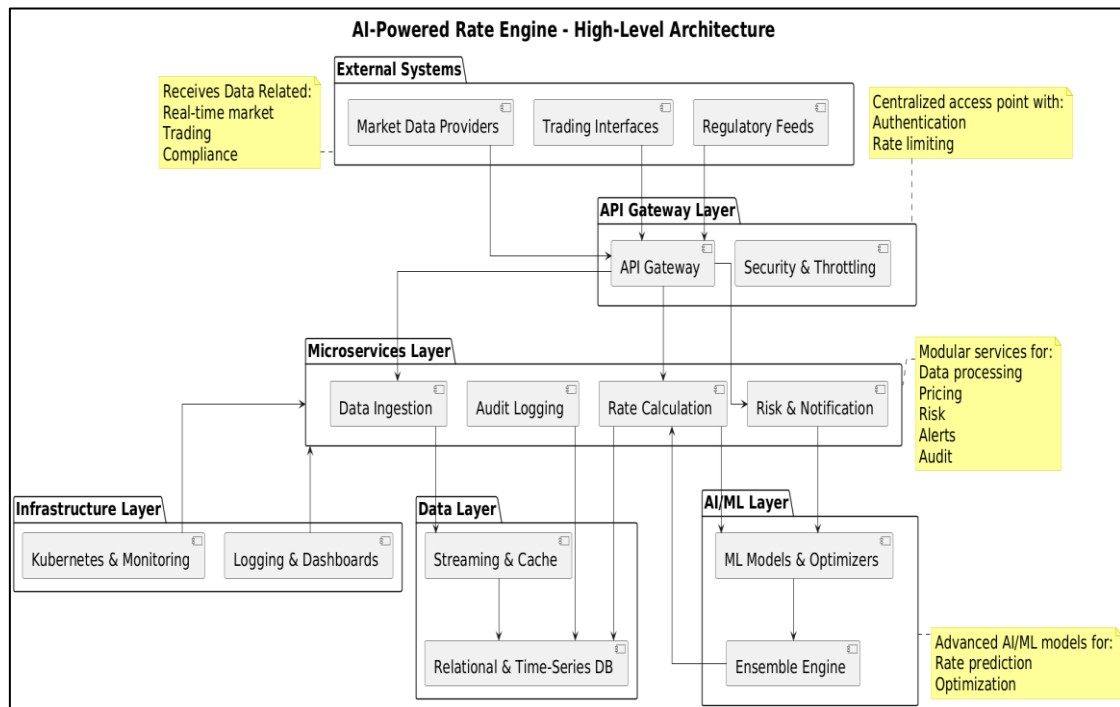 AI-Powered Rate Engine - High-Level Architecture
External Systems
Receives Data Related:
Real-time market
Trading
Compliance
Market Data Providers
Trading Interfaces
Regulatory Feeds
Centralized access point with:
Authentication
Rate limiting
API Gateway Layer
API Gateway
Security & Throttling
Microservices Layer
Data Ingestion
Audit Logging
Rate Calculation
Risk & Notification
Modular services for:
Data processing
Pricing
Risk
Alerts
Audit
Infrastructure Layer
Kubernetes & Monitoring
Logging & Dashboards
Data Layer
Streaming & Cache
Relational & Time-Series DB
AI/ML Layer
ML Models & Optimizers
Ensemble Engine
Advanced AI/ML models for:
Rate prediction
Optimization